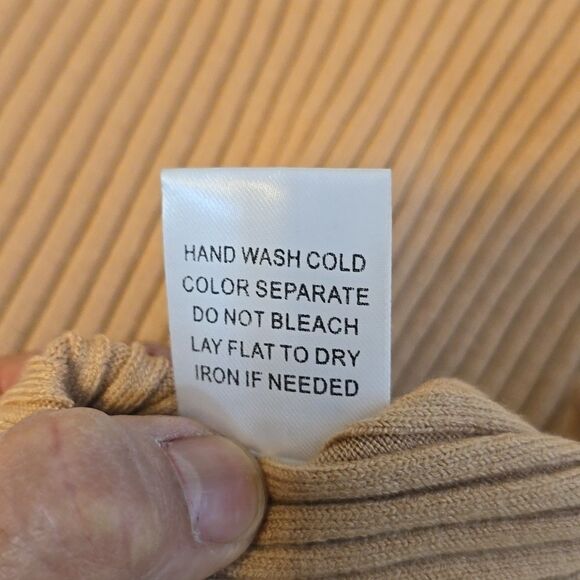 HAND WASH COLD
COLOR SEPARATE
DO NOT BLEACH
LAY FLAT TO DRY
IRON IF NEEDED